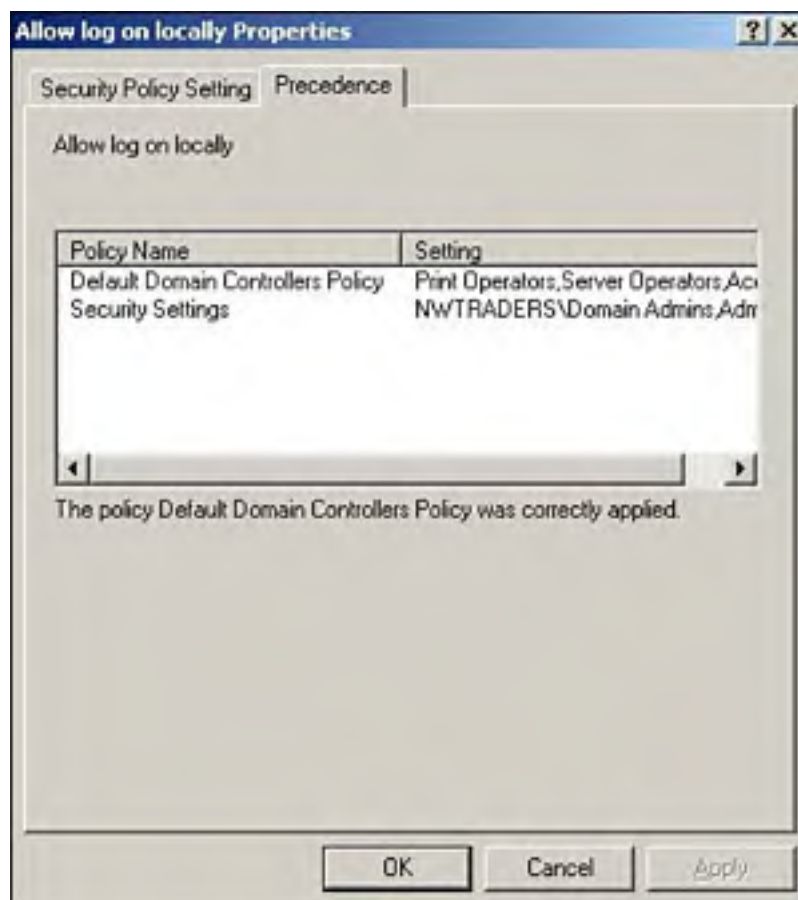 Allow log on locally Properties
Security Policy Setting Precedence
Allow log on locally
Policy Name Setting
Default Domain Controllers Policy Print Operators,Server Operators,Acc
Security Settings NWTRADERS\Domain Admins,Adm
The policy Default Domain Controllers Policy was correctly applied.
OK Cancel Apply